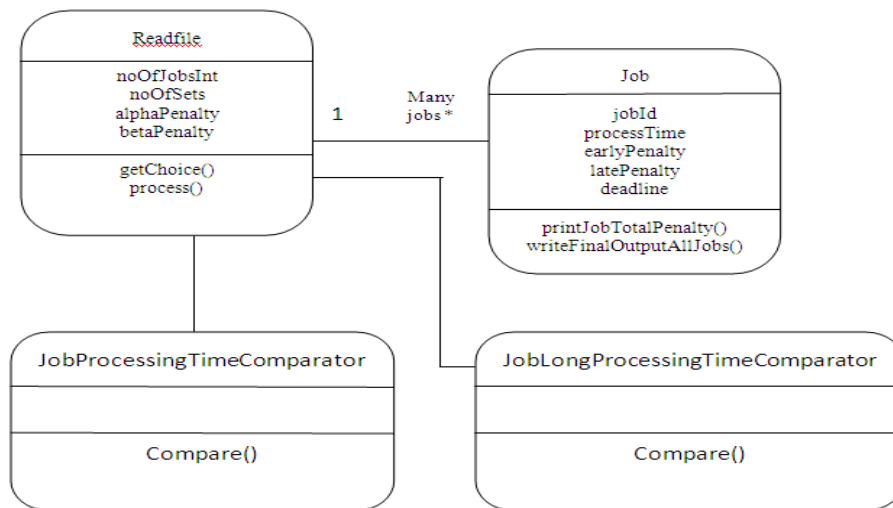 Readfile
noOfJobsInt
noOfSets
alphaPenalty
betaPenalty
getChoice()
process()
1
Many
jobs *
Job
jobId
processTime
earlyPenalty
latePenalty
deadline
printJobTotalPenalty()
writeFinalOutputAllJobs()
JobProcessingTimeComparator
Compare()
JobLongProcessingTimeComparator
Compare()